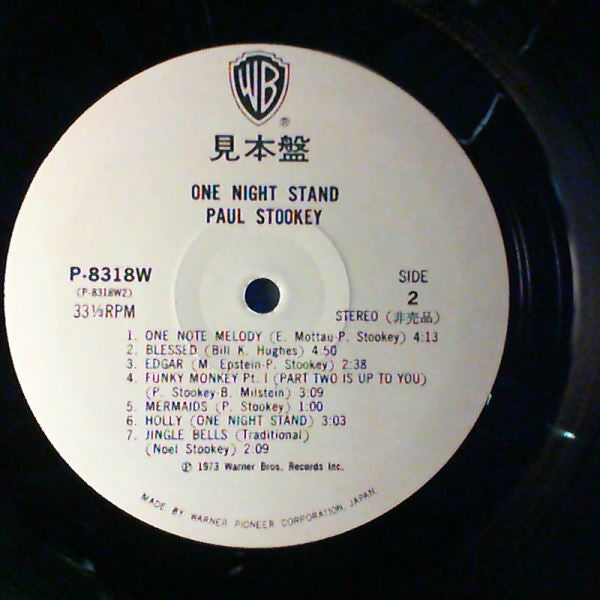 WB
®
見本盤
ONE NIGHT STAND
PAUL STOOKEY
P-8318W
(P-8318W2)
33⅓RPM
SIDE
2
STEREO (非売品)
1. ONE NOTE MELODY (E. Mottau-P. Stookey) 4:13
2. BLESSED (Bill K. Hughes) 4:50
3. EDGAR (M. Epstein-P. Stookey) 2:38
4. FUNKY MONKEY Pt. I (PART TWO IS UP TO YOU)
(P. Stookey-B. Milstein) 3:09
5. MERMAIDS (P. Stookey) 1:00
6. HOLLY (ONE NIGHT STAND) 3:03
7. JINGLE BELLS (Traditional)
(Noel Stookey) 2:09
℗ 1973 Warner Bros. Records Inc.
MADE BY WARNER PIONEER CORPORATION, JAPAN.